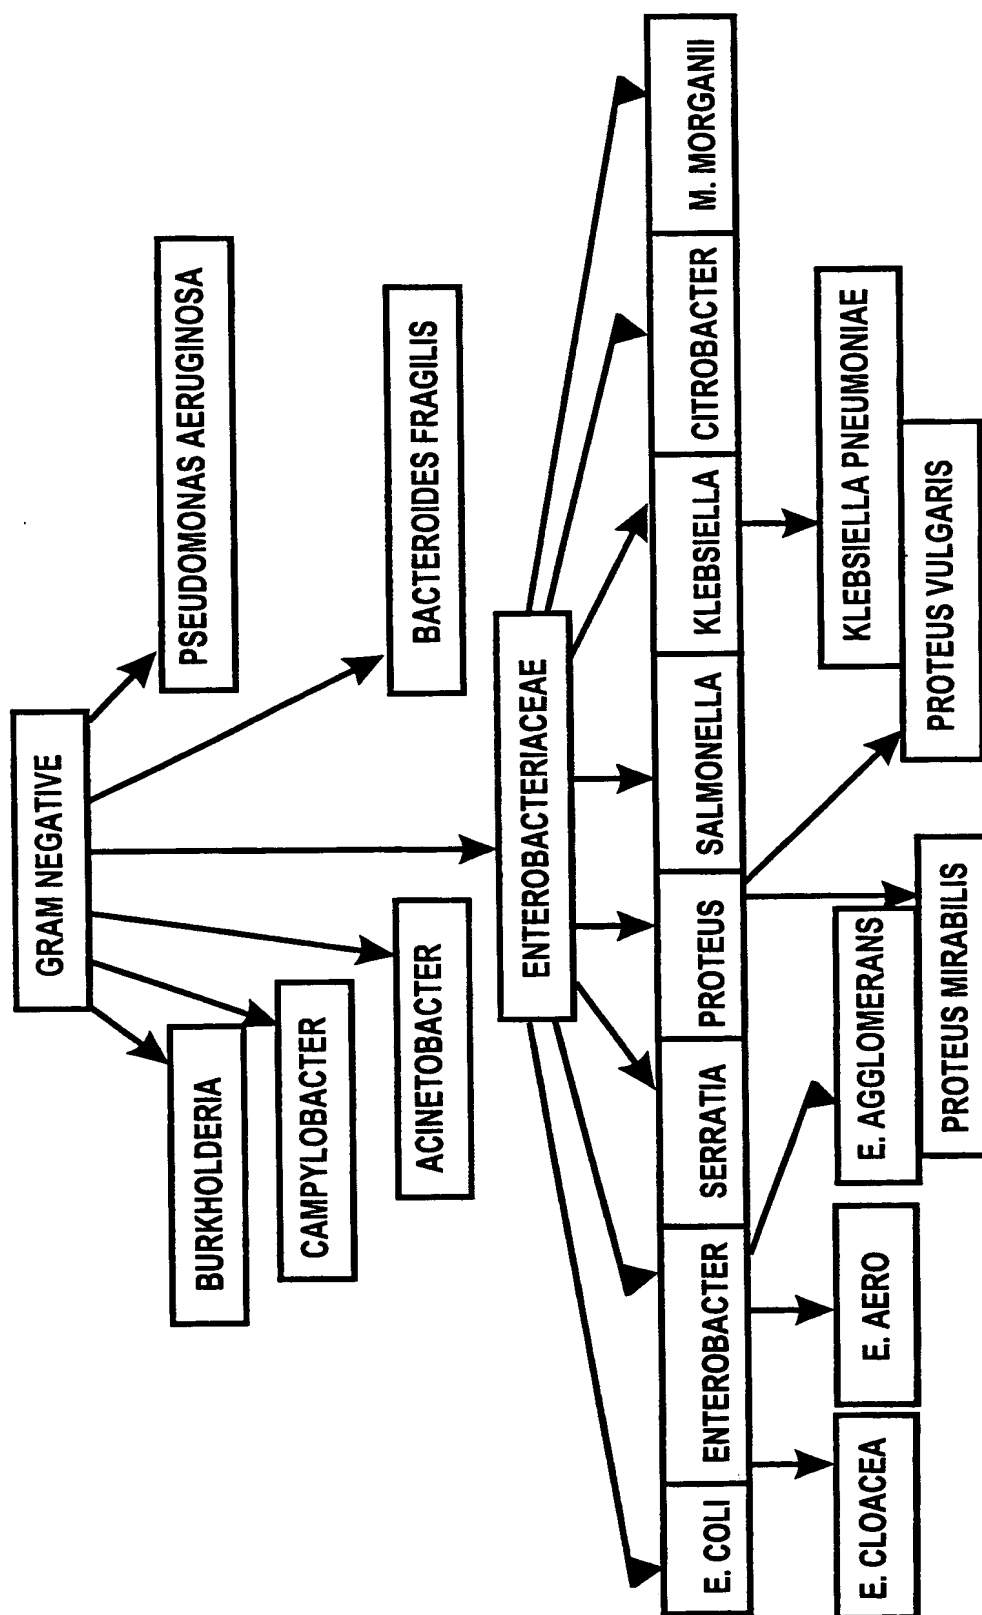 GRAM NEGATIVE
BURKHOLDERIA
PSEUDOMONAS AERUGINOSA
CAMPYLOBACTER
ACINETOBACTER
BACTEROIDES FRAGILIS
ENTEROBACTERIACEAE
E. COLI
ENTEROBACTER
SERRATIA
PROTEUS
SALMONELLA
KLEBSIELLA
CITROBACTER
M. MORGANII
E. CLOACEA
E. AERO
E. AGGLOMERANS
KLEBSIELLA PNEUMONIAE
PROTEUS MIRABILIS
PROTEUS VULGARIS